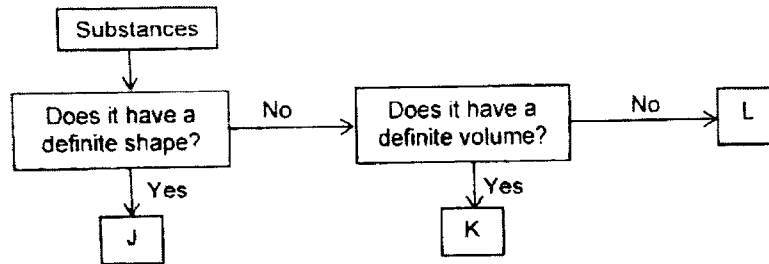 Substances
Does it have a
definite shape?
No
Does it have a
definite volume?
No
L
Yes
J
Yes
K